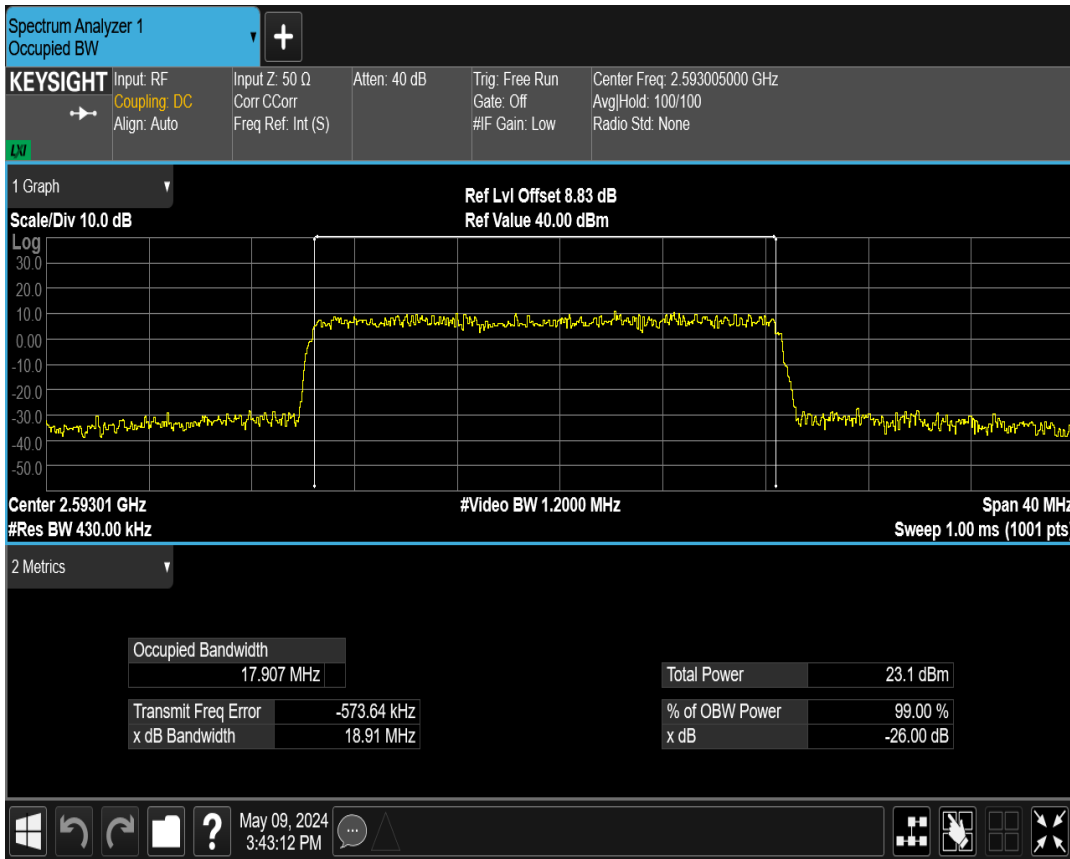 Spectrum Analyzer 1
Occupied BW
+
KEYSIGHT
LXI
Input: RF
Coupling: DC
Align: Auto
Input Z: 50 Ω
Corr CCorr
Freq Ref: Int (S)
Atten: 40 dB
Trig: Free Run
Gate: Off
#IF Gain: Low
Center Freq: 2.593005000 GHz
Avg|Hold: 100/100
Radio Std: None
1 Graph
Ref Lvl Offset 8.83 dB
Scale/Div 10.0 dB
Ref Value 40.00 dBm
Log
30.0
20.0
10.0
0.00
-10.0
-20.0
-30.0
-40.0
-50.0
Center 2.59301 GHz
#Video BW 1.2000 MHz
Span 40 MHz
#Res BW 430.00 kHz
Sweep 1.00 ms (1001 pts)
2 Metrics
Occupied Bandwidth
17.907 MHz
Total Power 23.1 dBm
Transmit Freq Error -573.64 kHz
% of OBW Power 99.00 %
x dB Bandwidth 18.91 MHz
x dB -26.00 dB
?
May 09, 2024
3:43:12 PM